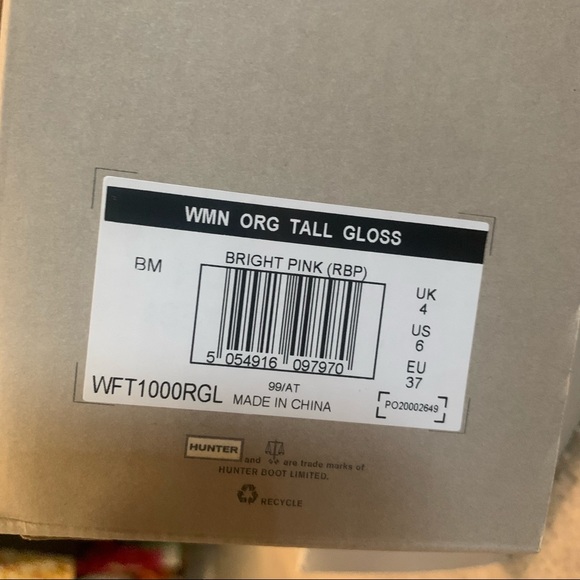 WMN ORG TALL GLOSS
BM
BRIGHT PINK (RBP)
UK
4
US
6
EU
37
5 054916 097970
WFT1000RGL
99/AT
MADE IN CHINA
PO20002649
HUNTER
and are trade marks of
HUNTER BOOT LIMITED.
RECYCLE